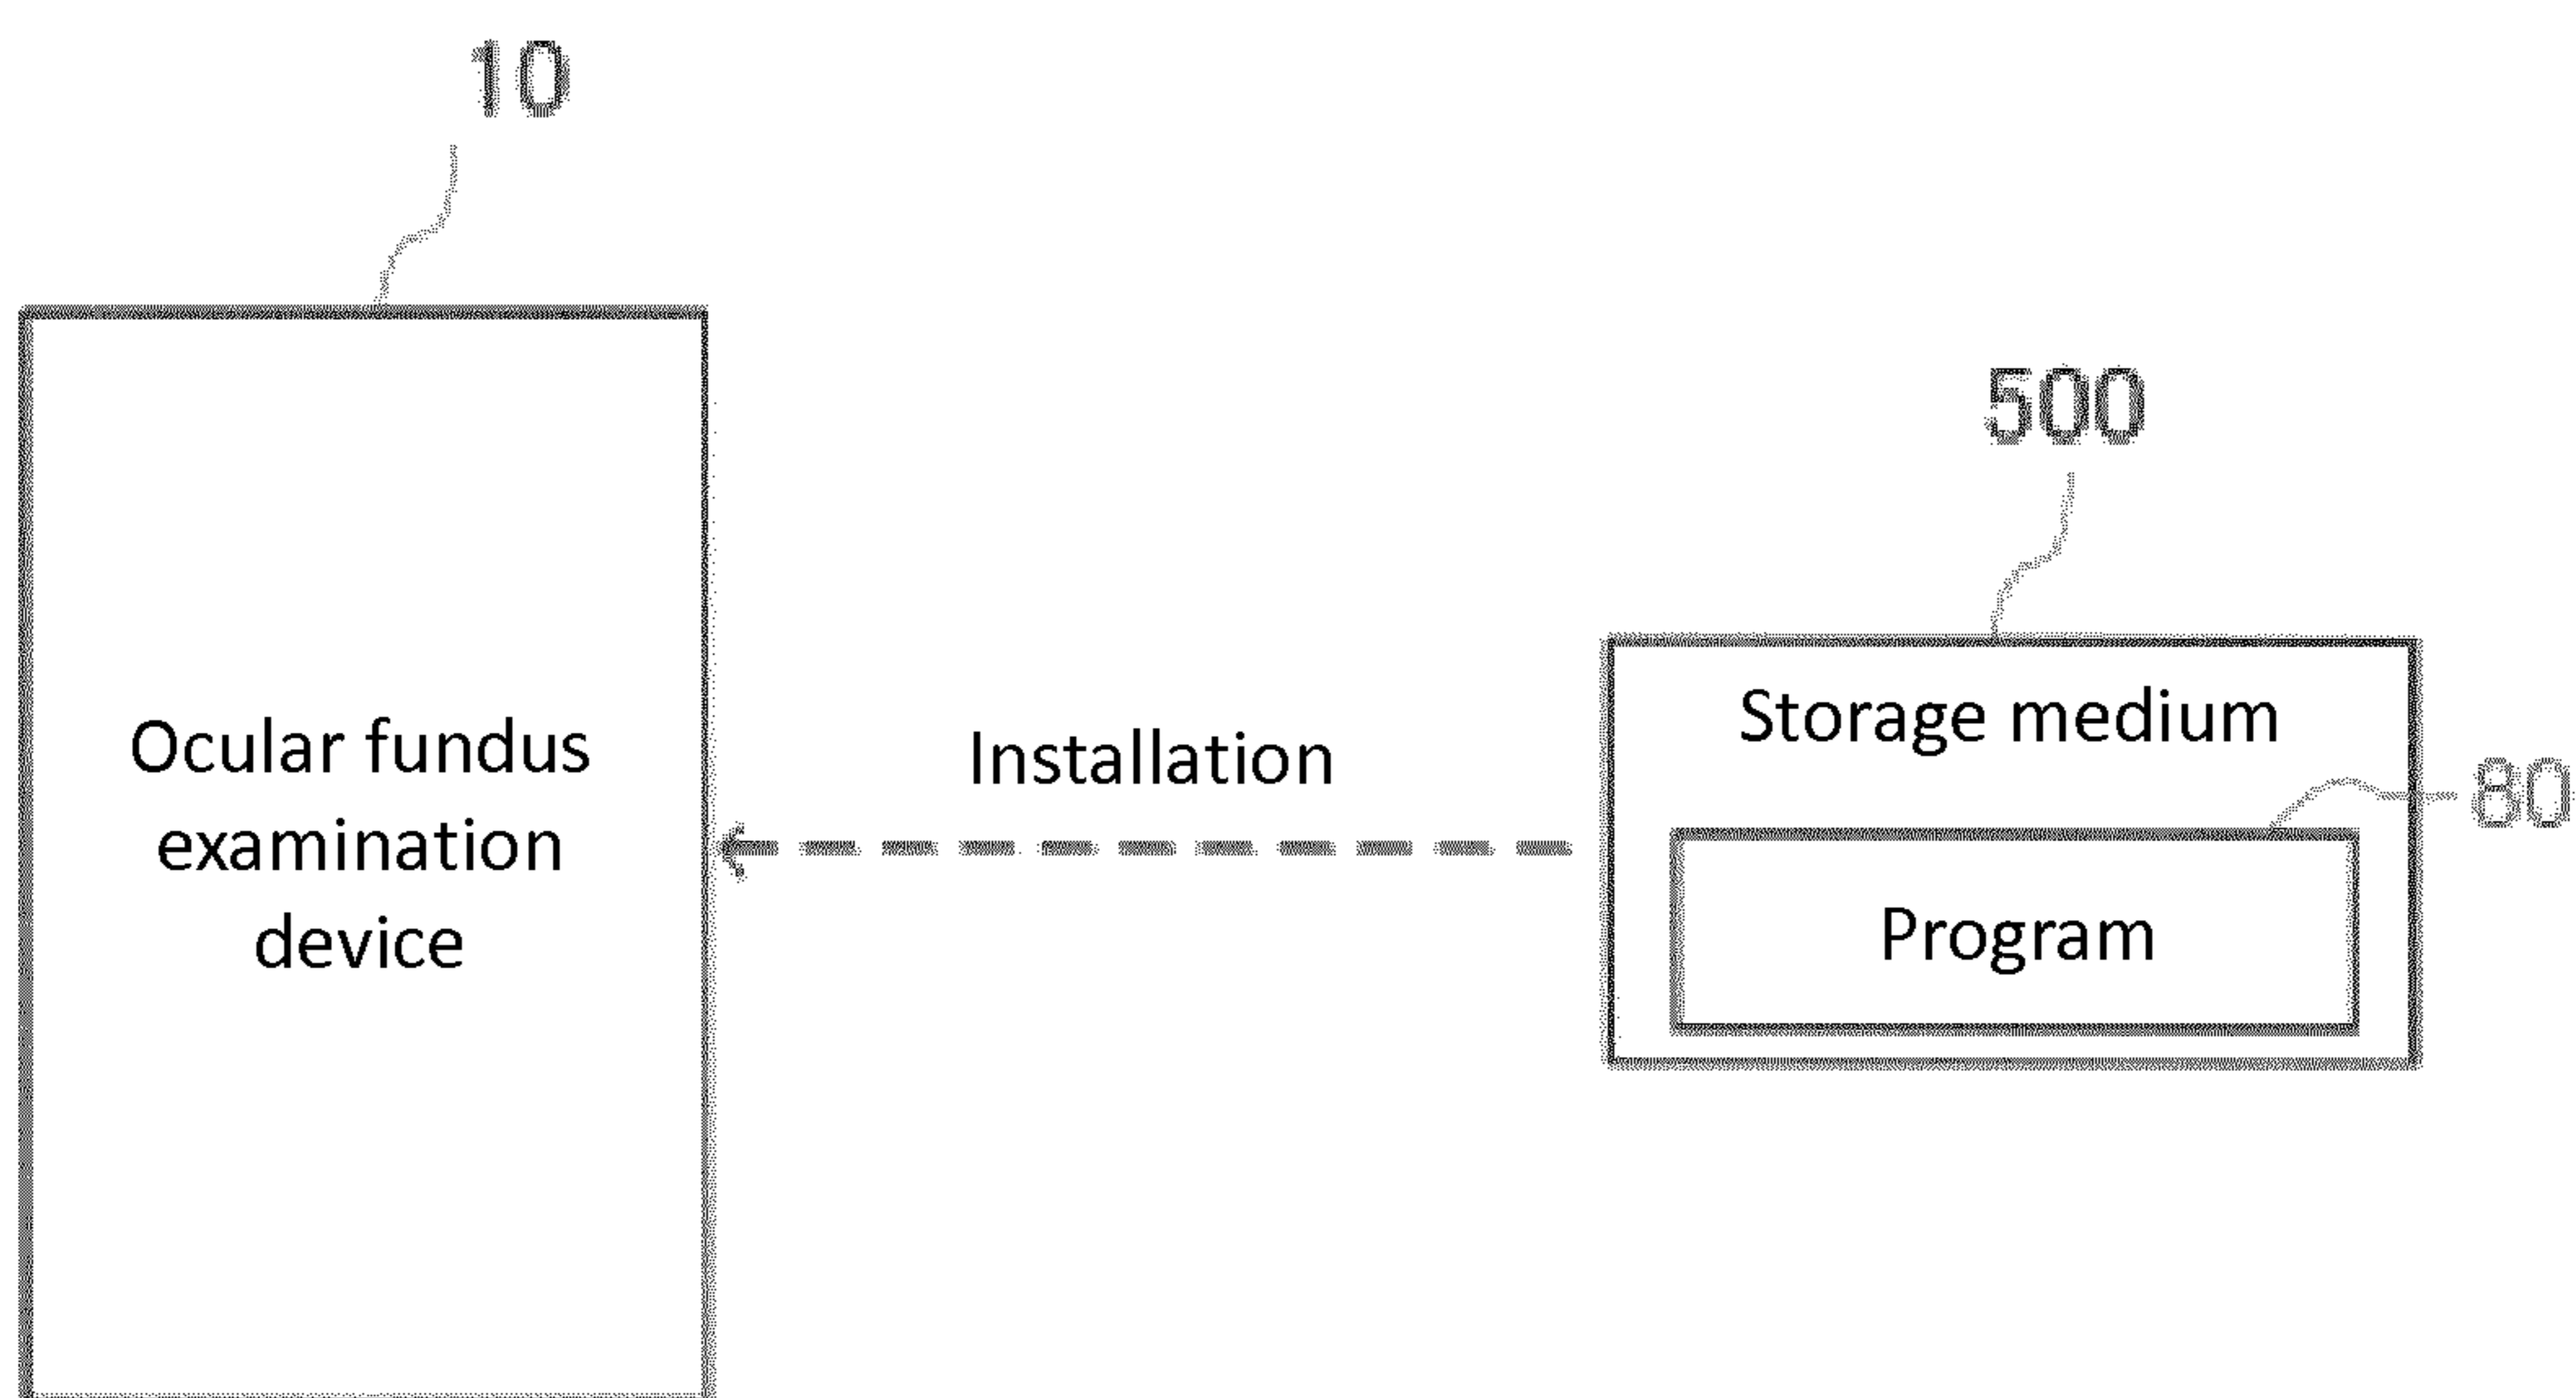 10
500
Ocular fundus
examination
device
Installation
Storage medium
80
Program